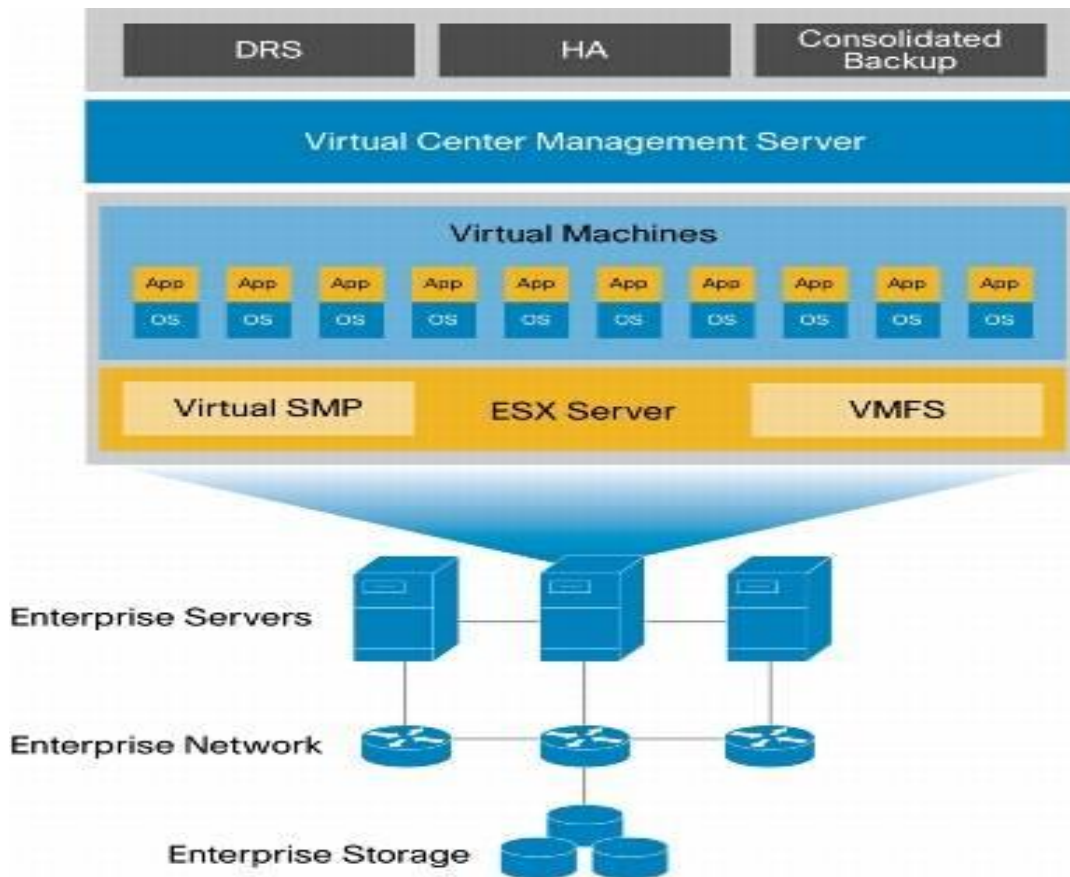 DRS
HA
Consolidated
Backup
Virtual Center Management Server
Virtual Machines
App App App App App App App App App App
OS OS OS OS OS OS OS OS OS OS
Virtual SMP
ESX Server
VMFS
Enterprise Servers
Enterprise Network
Enterprise Storage